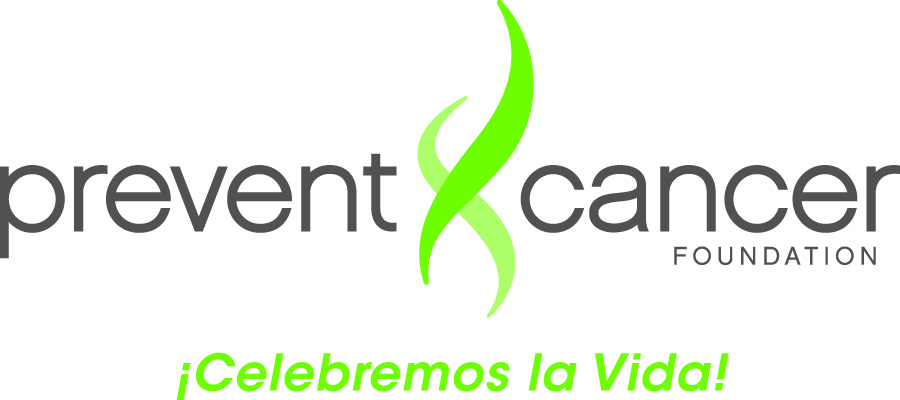 prevent cancer
FOUNDATION
¡Celebremos la Vida!